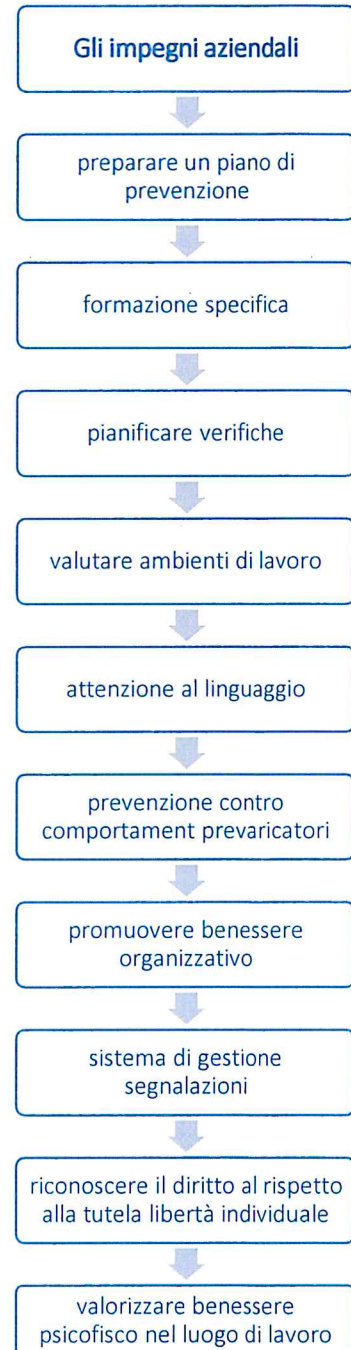 Gli impegni aziendali
preparare un piano di
prevenzione
formazione specifica
pianificare verifiche
valutare ambienti di lavoro
attenzione al linguaggio
prevenzione contro
comportament prevaricatori
promuovere benessere
organizzativo
sistema di gestione
segnalazioni
riconoscere il diritto al rispetto
alla tutela libertà individuale
valorizzare benessere
psicofisco nel luogo di lavoro